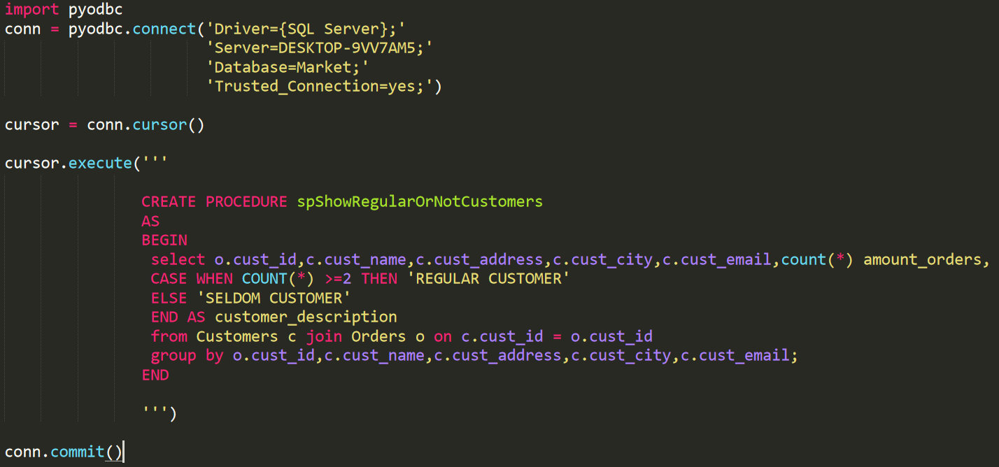 import pyodbc
conn = pyodbc.connect('Driver={SQL Server};'
'Server=DESKTOP-9VV7AM5;'
'Database=Market;'
'Trusted_Connection=yes;')
cursor = conn.cursor()
cursor.execute('''
CREATE PROCEDURE spShowRegularOrNotCustomers
AS
BEGIN
select o.cust_id,c.cust_name,c.cust_address,c.cust_city,c.cust_email,count(*) amount_orders,
CASE WHEN COUNT(*) >=2 THEN 'REGULAR CUSTOMER'
ELSE 'SELDOM CUSTOMER'
END AS customer_description
from Customers c join Orders o on c.cust_id = o.cust_id
group by o.cust_id,c.cust_name,c.cust_address,c.cust_city,c.cust_email;
END
''')
conn.commit()